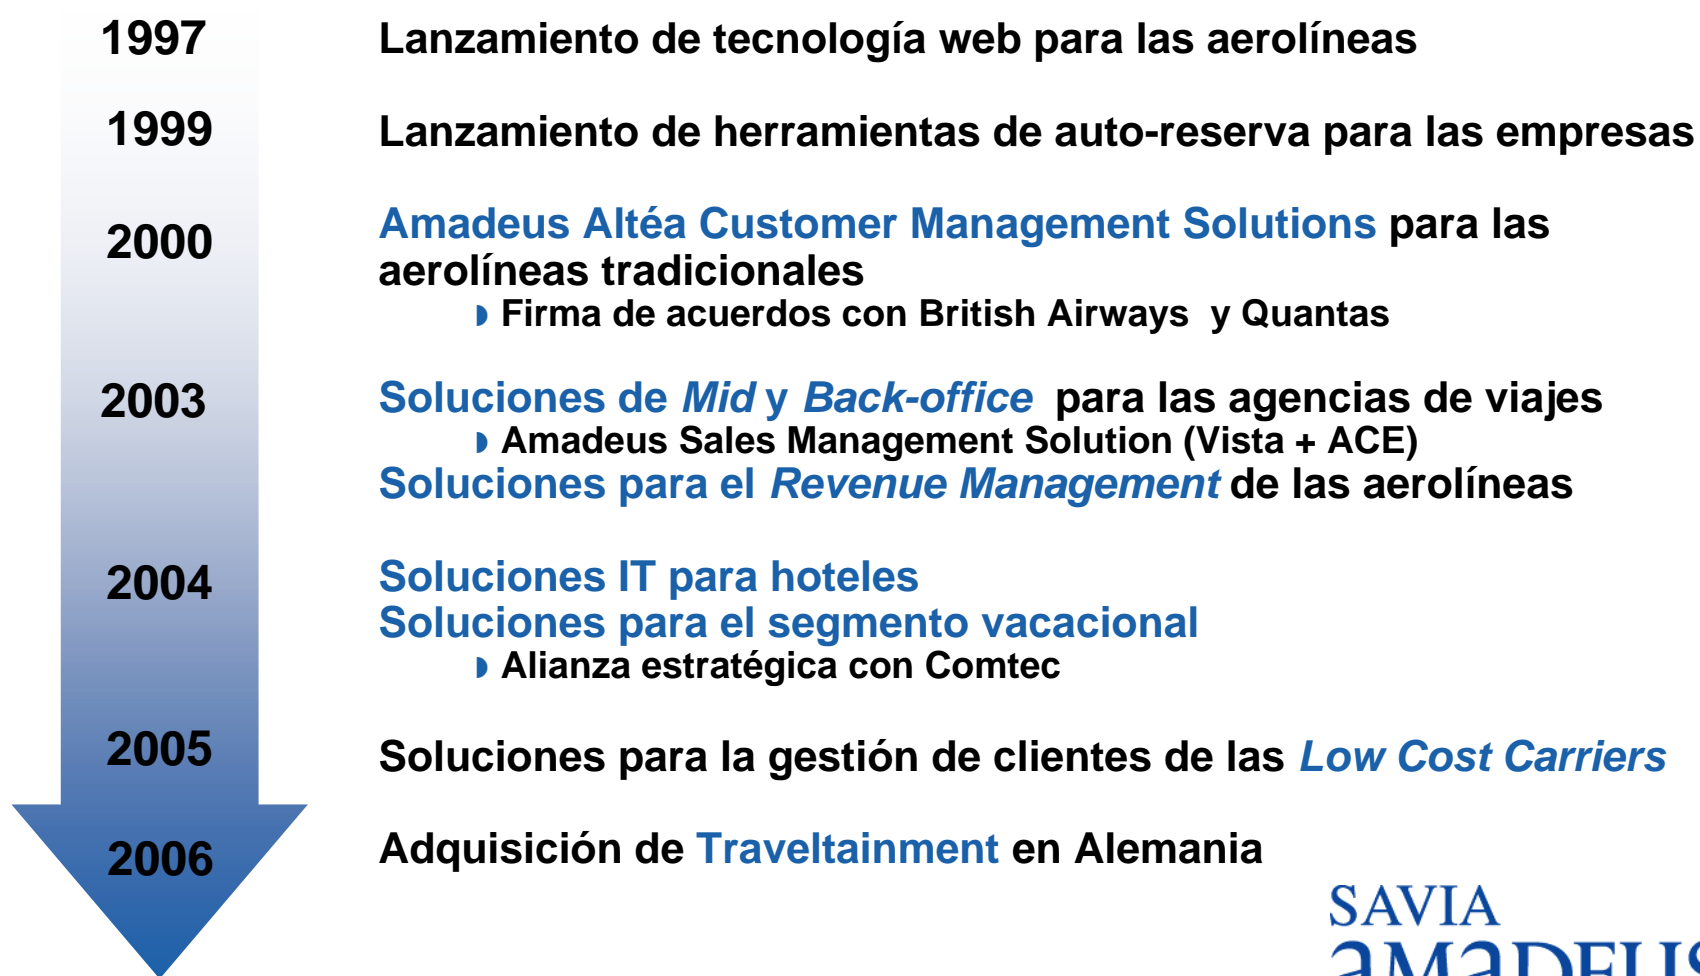 1997 Lanzamiento de tecnología web para las aerolíneas
1999 Lanzamiento de herramientas de auto-reserva para las empresas
2000 Amadeus Altéa Customer Management Solutions para las
aerolíneas tradicionales
Firma de acuerdos con British Airways y Quantas
2003 Soluciones de Mid y Back-office para las agencias de viajes
Amadeus Sales Management Solution (Vista + ACE)
Soluciones para el Revenue Management de las aerolíneas
2004 Soluciones IT para hoteles
Soluciones para el segmento vacacional
Alianza estratégica con Comtec
2005 Soluciones para la gestión de clientes de las Low Cost Carriers
2006 Adquisición de Traveltainment en Alemania
SAVIA
amadeus